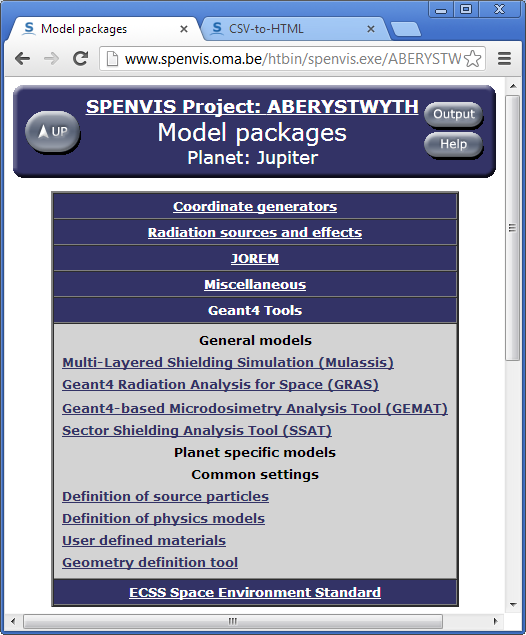 Model packages
CSV-to-HTML
www.spenvis.oma.be/htbin/spenvis.exe/ABERYSTW
UP
SPENVIS Project: ABERYSTWYTH
Model packages
Planet: Jupiter
Output
Help
Coordinate generators
Radiation sources and effects
JOREM
Miscellaneous
Geant4 Tools
General models
Multi-Layered Shielding Simulation (Mulassis)
Geant4 Radiation Analysis for Space (GRAS)
Geant4-based Microdosimetry Analysis Tool (GEMAT)
Sector Shielding Analysis Tool (SSAT)
Planet specific models
Common settings
Definition of source particles
Definition of physics models
User defined materials
Geometry definition tool
ECSS Space Environment Standard